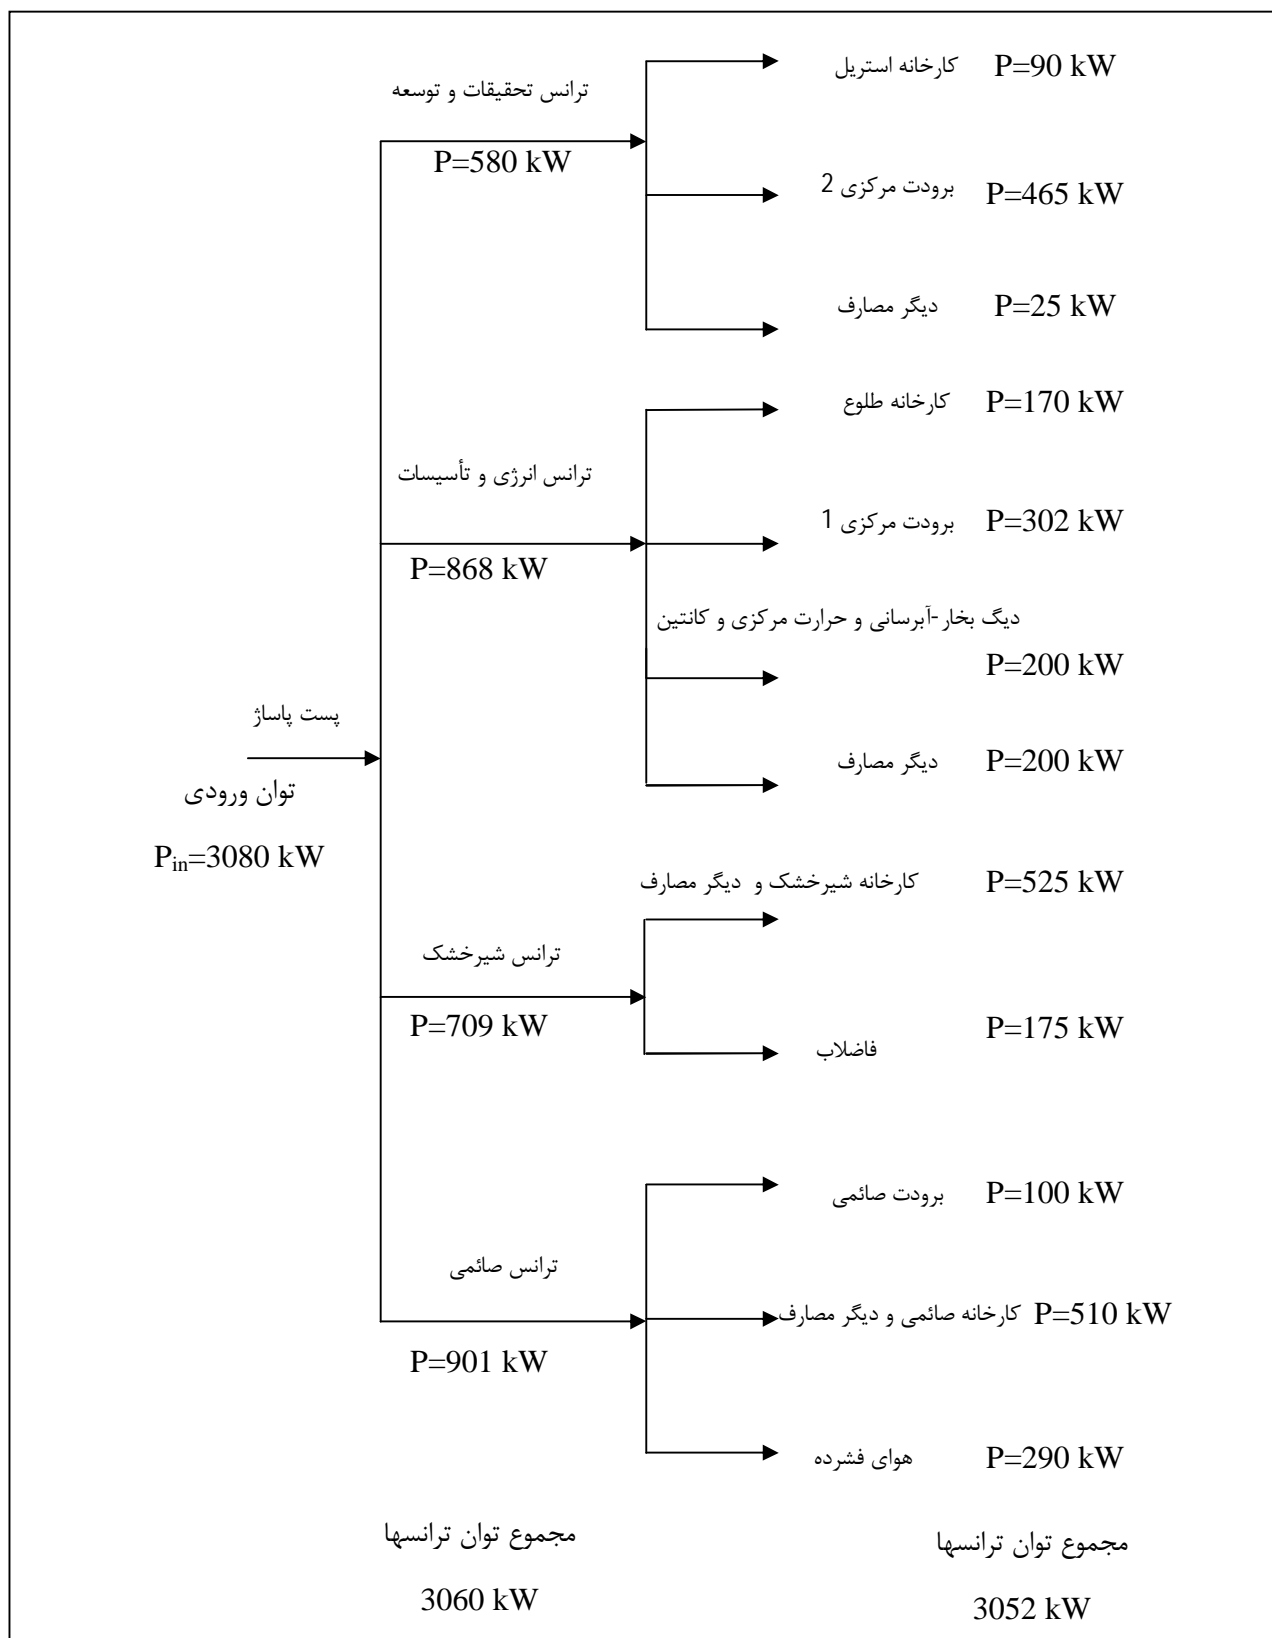 کارخانه استریل P=90 kW
ترانس تحقیقات و توسعه
P=580 kW
برودت مرکزی 2 P=465 kW
دیگر مصارف P=25 kW
کارخانه طلوع P=170 kW
ترانس انرژی و تأسیسات
P=868 kW
برودت مرکزی 1 P=302 kW
دیگ بخار-آبرسانی و حرارت مرکزی و کانتین
P=200 kW
دیگر مصارف P=200 kW
پست پاساژ
توان ورودی
Pin=3080 kW
کارخانه شیرخشک و دیگر مصارف P=525 kW
ترانس شیرخشک
P=709 kW
فاضلاب P=175 kW
برودت صائمی P=100 kW
ترانس صائمی
P=901 kW
کارخانه صائمی و دیگر مصارف P=510 kW
هوای فشرده P=290 kW
مجموع توان ترانسها
3060 kW
مجموع توان ترانسها
3052 kW